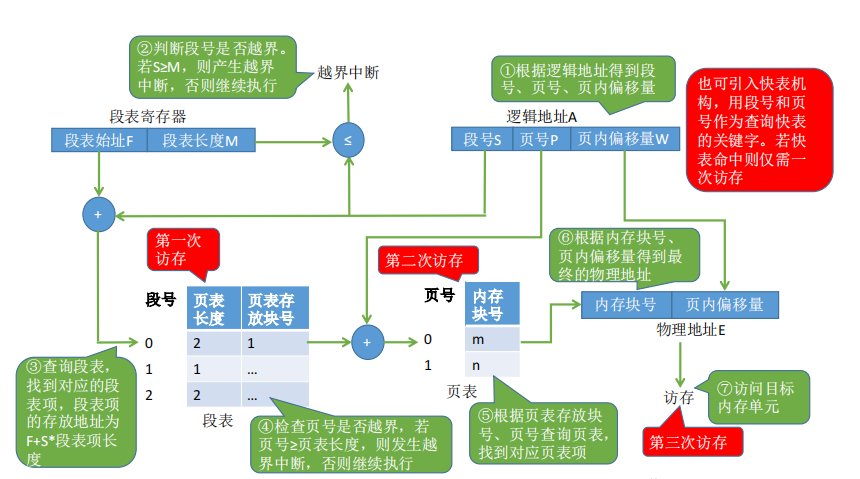 ②判断段号是否越界。
若S≥M，则产生越界
中断，否则继续执行
越界中断
①根据逻辑地址得到段
号、页号、页内偏移量
也可引入快表机
构，用段号和页
号作为查询快表
的关键字。若快
表命中则仅需一
次访存
段表寄存器
段表始址F
段表长度M
≤
逻辑地址A
段号S
页号P
页内偏移量W
+
第一次
访存
第二次访存
⑥根据内存块号、
页内偏移量得到最
终的物理地址
段号
页表
长度
页表存
放块号
0
2
1
1
1
...
2
2
...
段表
+
页号
内存
块号
0
m
1
n
页表
内存块号
页内偏移量
物理地址E
③查询段表，
找到对应的段
表项，段表项
的存放地址为
F+S*段表项长
度
④检查页号是否越界，若
页号≥页表长度，则发生越
界中断，否则继续执行
⑤根据页表存放块
号、页号查询页表，
找到对应页表项
访存
⑦访问目标
内存单元
第三次访存